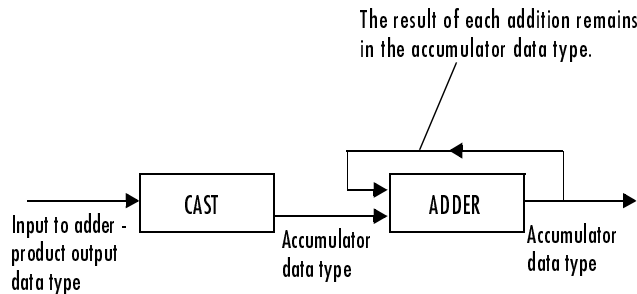 The result of each addition remains
in the accumulator data type.
CAST
ADDER
Input to adder -
product output
data type
Accumulator
data type
Accumulator
data type